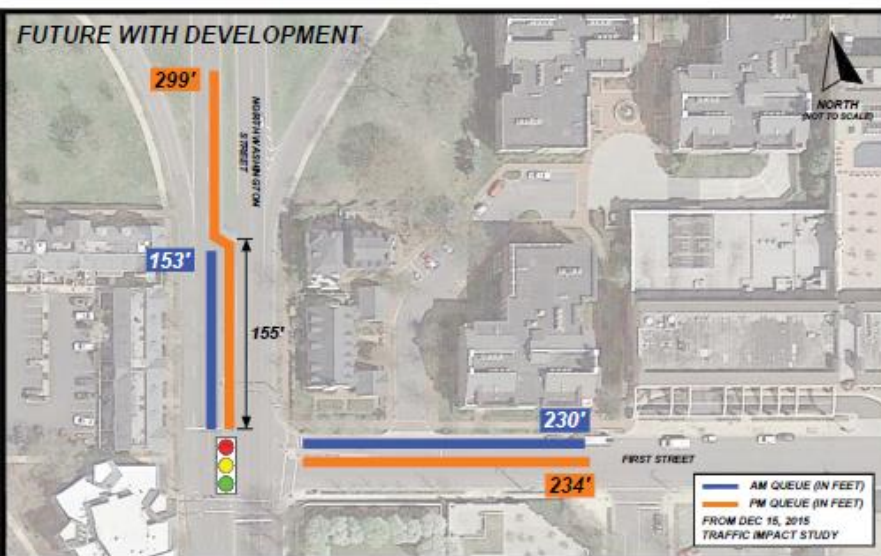 FUTURE WITH DEVELOPMENT
299'
NORTH WASHINGTON
STREET
NORTH
(NOT TO SCALE)
153'
155'
230'
FIRST STREET
234'
AM QUEUE (IN FEET)
PM QUEUE (IN FEET)
FROM DEC 15, 2015
TRAFFIC IMPACT STUDY